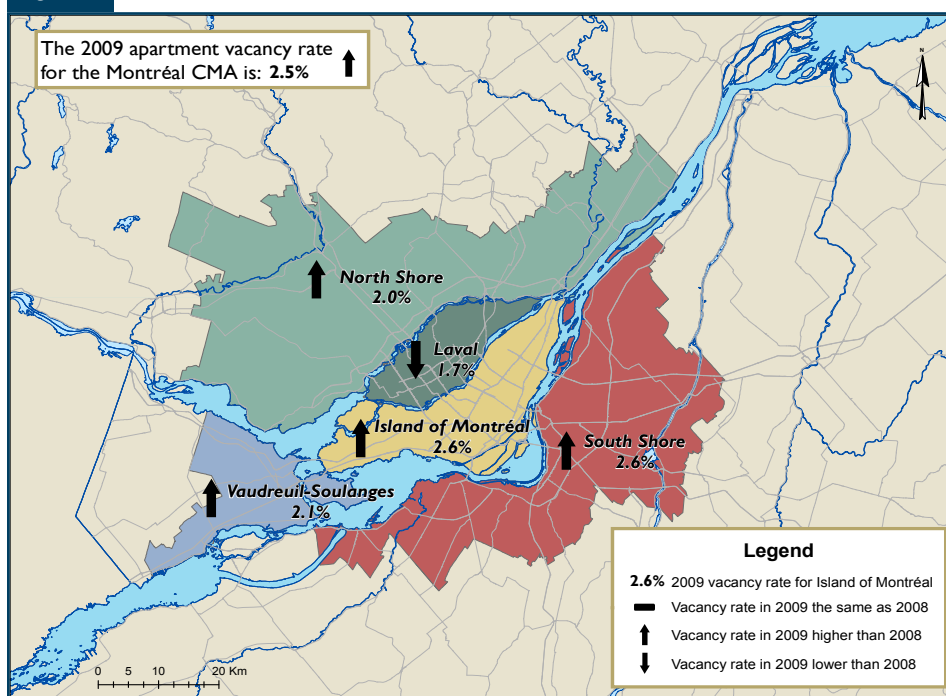 The 2009 apartment vacancy rate
for the Montréal CMA is: 2.5%
N
North Shore
2.0%
Laval
1.7%
Island of Montréal
2.6%
South Shore
2.6%
Vaudreuil-Soulanges
2.1%
Legend
2.6% 2009 vacancy rate for Island of Montréal
Vacancy rate in 2009 the same as 2008
Vacancy rate in 2009 higher than 2008
Vacancy rate in 2009 lower than 2008
0 5 10 20 Km